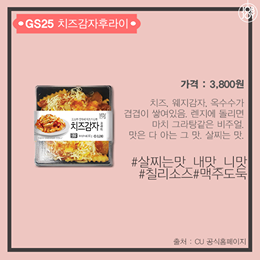 GS25 치즈감자후라이
가격 : 3,800원
치즈, 웨지감자, 옥수수가
겹겹이 쌓여있음. 렌지에 돌리면
마치 그라탕같은 비주얼.
맛은 다 아는 그 맛, 살찌는 맛.
치즈감자
#살찌는맛 내맛 니맛
#칠리소스#맥주도둑
출처 : CU 공식홈페이지